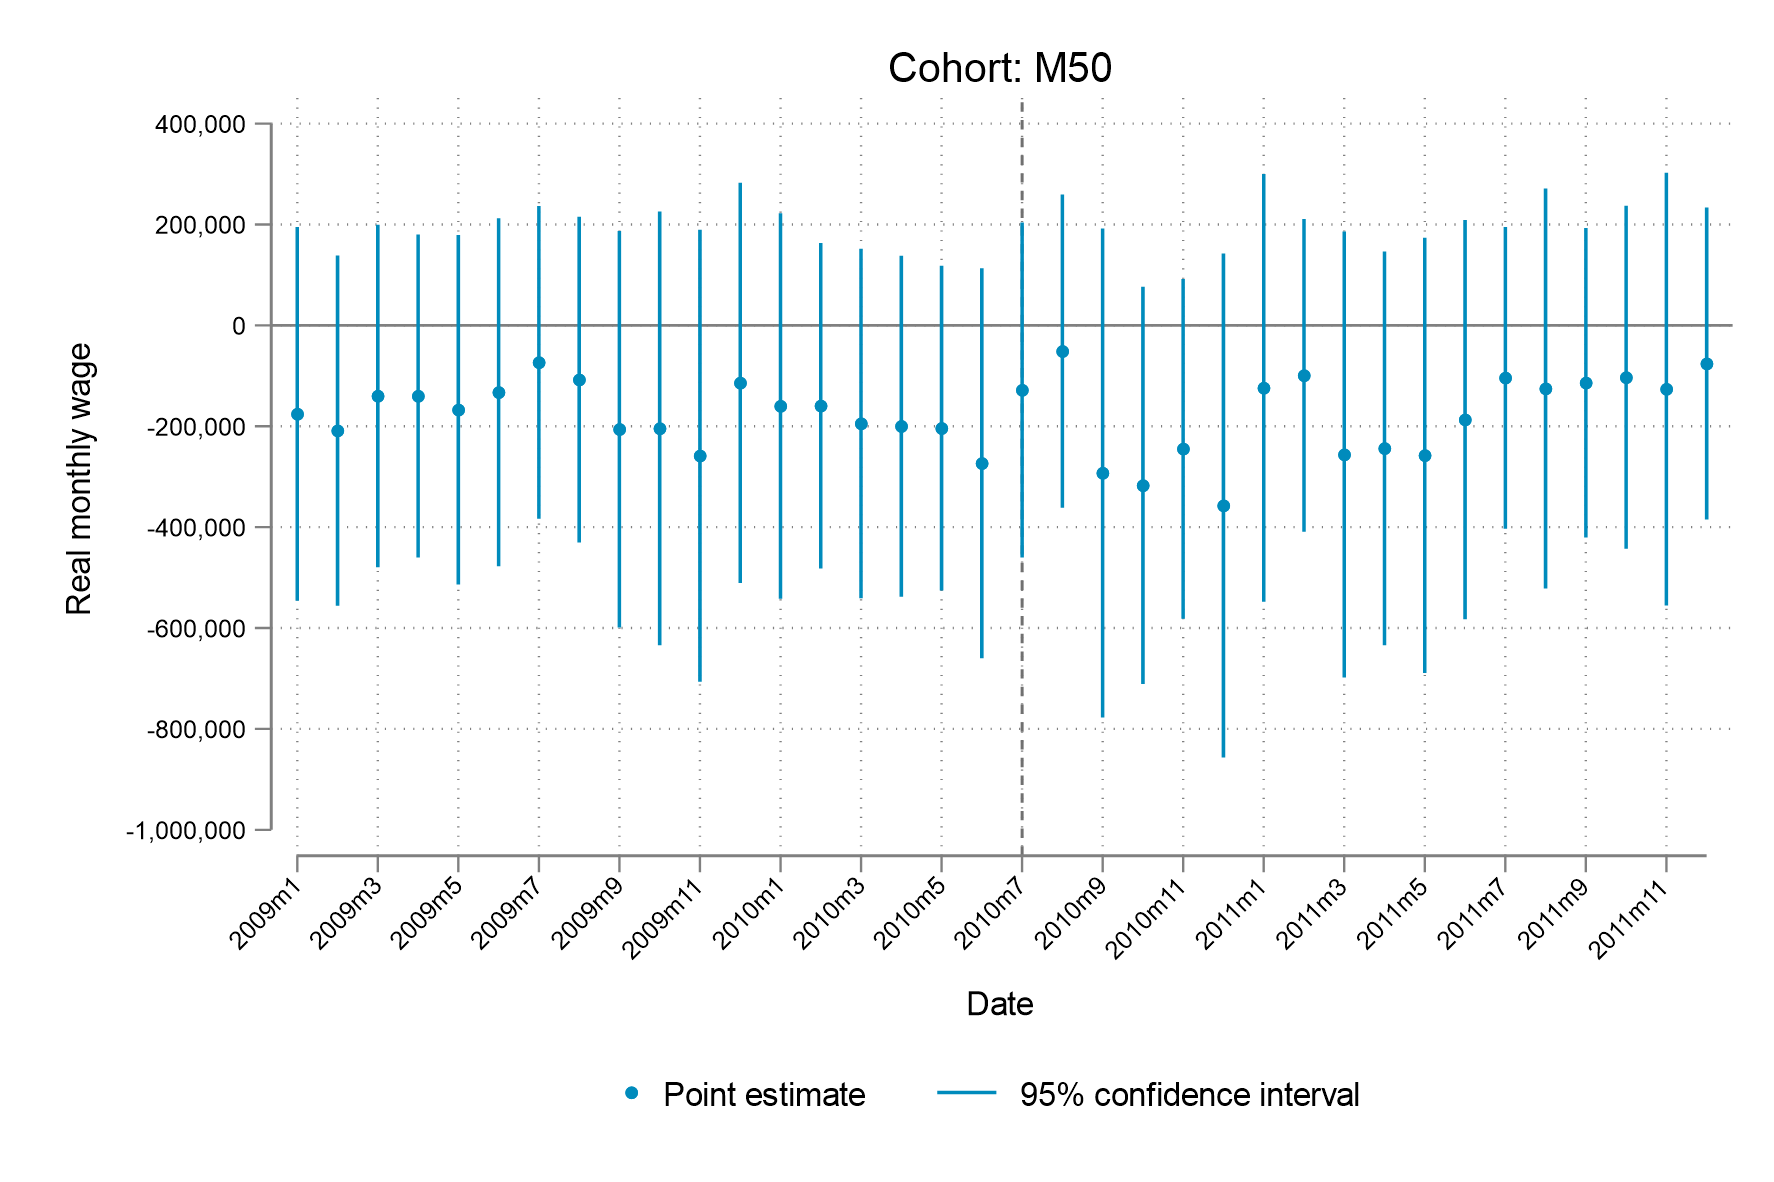 Cohort: M50
400,000
200,000
0
-200,000
-400,000
-600,000
-800,000
-1,000,000
Real monthly wage
2009m1
2009m3
2009m5
2009m7
2009m9
2009m11
2010m1
2010m3
2010m5
2010m7
2010m9
2010m11
2011m1
2011m3
2011m5
2011m7
2011m9
2011m11
Date
Point estimate
95% confidence interval